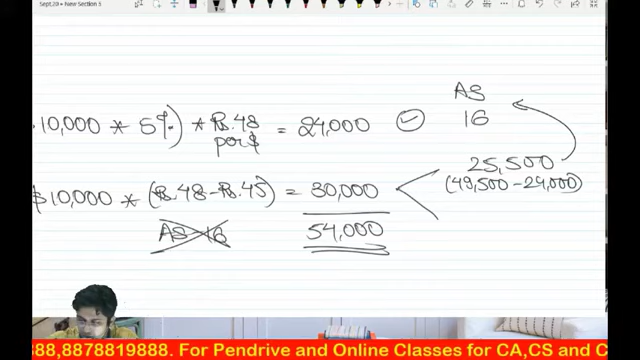 Sept.20 - New Section 5
AS
16
10,000 * 5%) * Rs.48 per $ = 24,000
25,500
(49,500 - 24,000)
$10,000 * (Rs.48 - Rs.45) = 30,000
AS 16
54,000
888,8878819888. For Pendrive and Online Classes for CA,CS and C